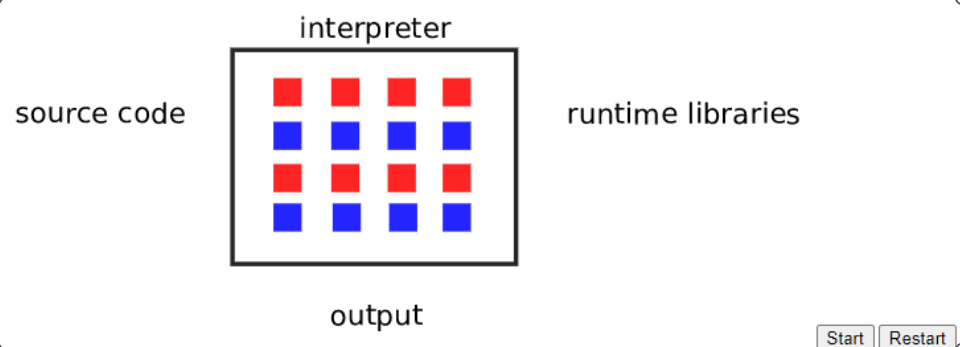 interpreter
source code
runtime libraries
output
Start
Restart